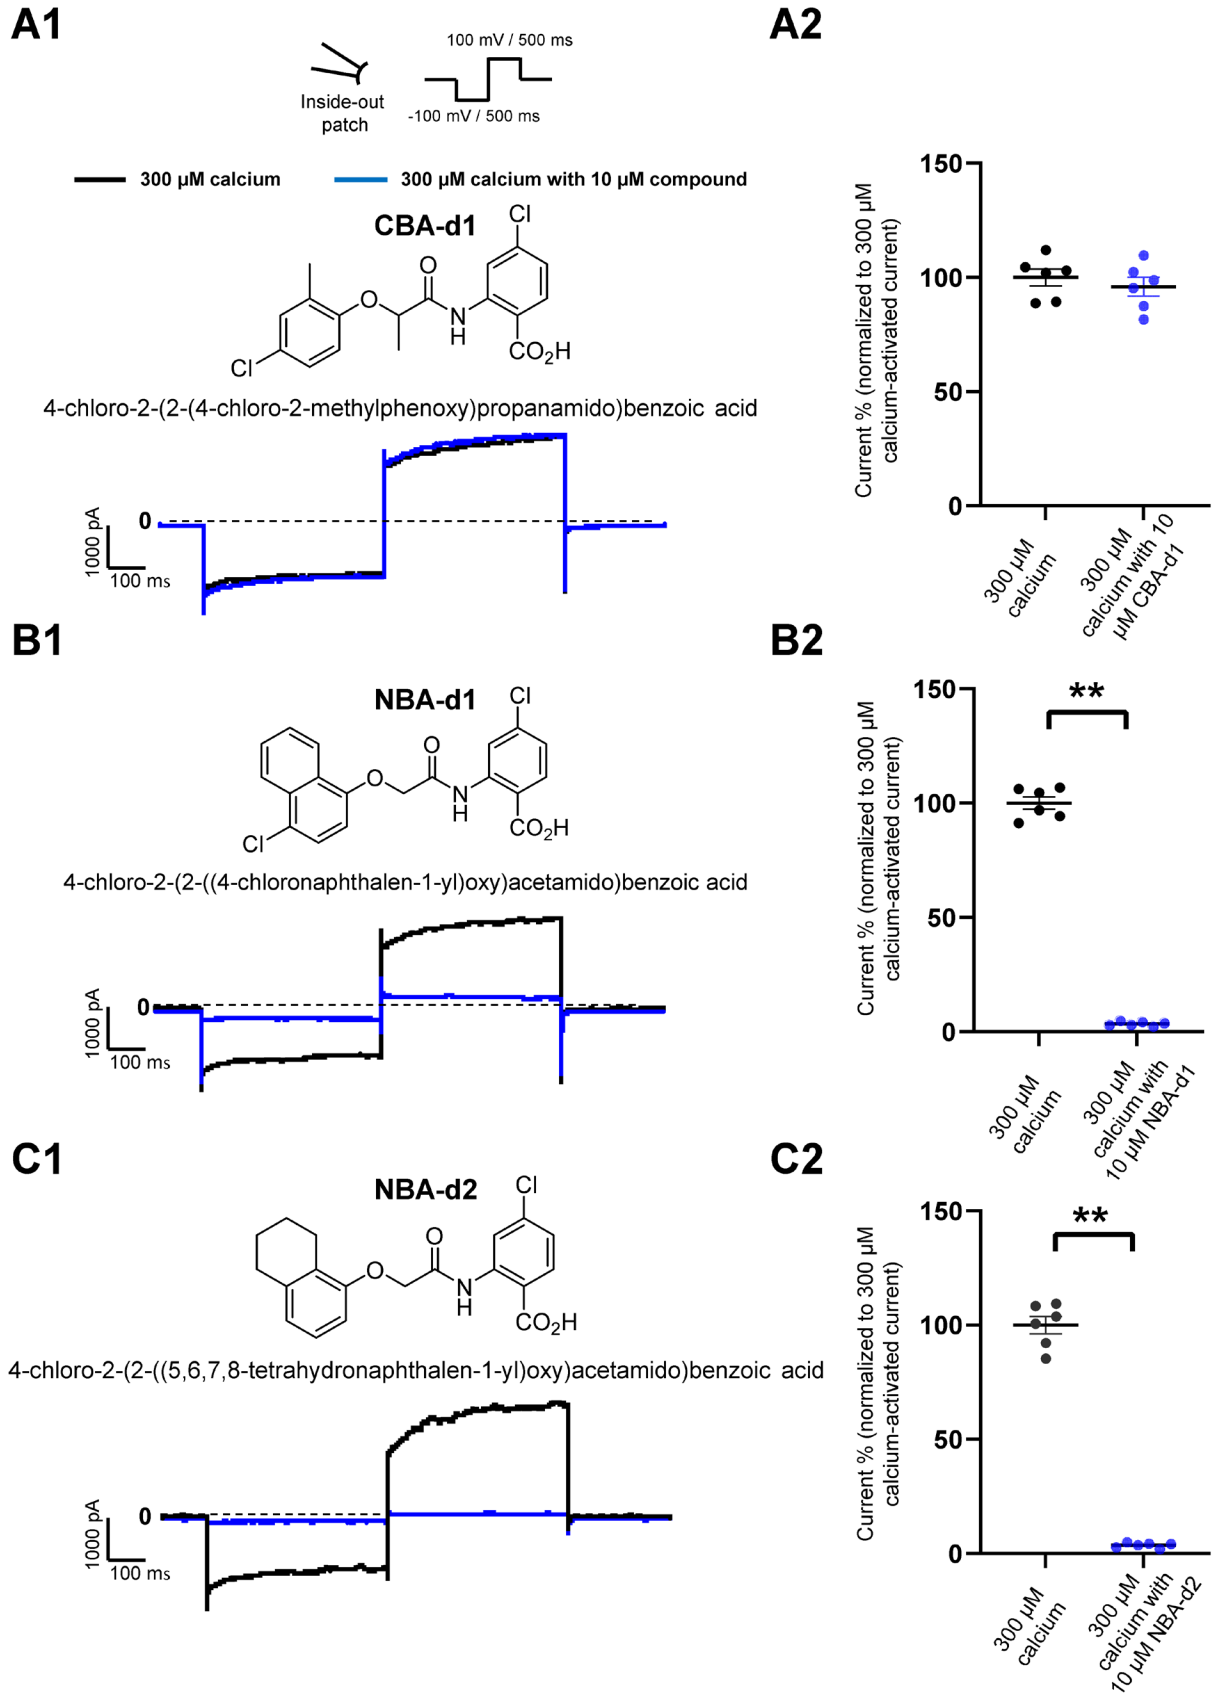 A1
100 mV / 500 ms
Inside-out
patch
-100 mV / 500 ms
300 µM calcium
300 µM calcium with 10 µM compound
CBA-d1
Cl
O
O
N
H
CO2H
Cl
4-chloro-2-(2-(4-chloro-2-methylphenoxy)propanamido)benzoic acid
0
1000 pA
100 ms
A2
Current % (normalized to 300 µM
calcium-activated current)
150
100
50
0
300 µM
calcium
300 µM
calcium with 10
µM CBA-d1
B1
NBA-d1
Cl
O
O
N
H
CO2H
Cl
4-chloro-2-(2-((4-chloronaphthalen-1-yl)oxy)acetamido)benzoic acid
0
1000 pA
100 ms
B2
Current % (normalized to 300 µM
calcium-activated current)
150
100
50
0
**
300 µM
calcium
300 µM
calcium with
10 µM NBA-d1
C1
NBA-d2
Cl
O
O
N
H
CO2H
4-chloro-2-(2-((5,6,7,8-tetrahydronaphthalen-1-yl)oxy)acetamido)benzoic acid
0
1000 pA
100 ms
C2
Current % (normalized to 300 µM
calcium-activated current)
150
100
50
0
**
300 µM
calcium
300 µM
calcium with
10 µM NBA-d2